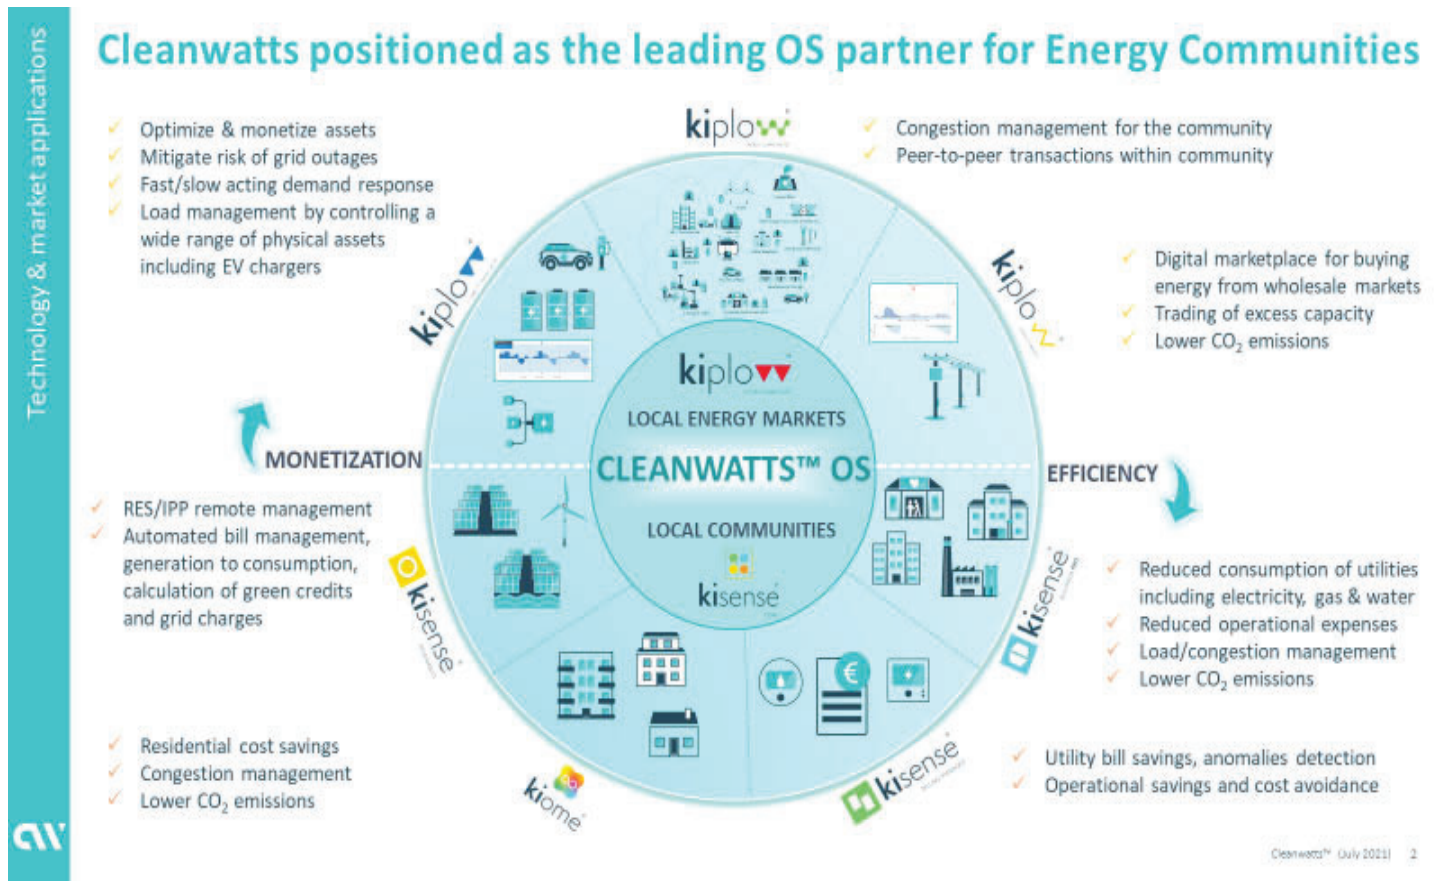 Technology & market applications
Cleanwatts positioned as the leading OS partner for Energy Communities
Optimize & monetize assets
Mitigate risk of grid outages
Fast/slow acting demand response
Load management by controlling a
wide range of physical assets
including EV chargers
kiplo
Congestion management for the community
Peer-to-peer transactions within community
kiplo
kiplo
Digital marketplace for buying
energy from wholesale markets
Trading of excess capacity
Lower CO₂ emissions
kiplo
LOCAL ENERGY MARKETS
MONETIZATION
CLEANWATTS™ OS
EFFICIENCY
LOCAL COMMUNITIES
kisense
RES/IPP remote management
Automated bill management,
generation to consumption,
calculation of green credits
and grid charges
kisense
kisense
Reduced consumption of utilities
including electricity, gas & water
Reduced operational expenses
Load/congestion management
Lower CO₂ emissions
€
Residential cost savings
Congestion management
Lower CO₂ emissions
kiome
kisense
Utility bill savings, anomalies detection
Operational savings and cost avoidance
CW
Cleanwatts™ (July 2021) 2